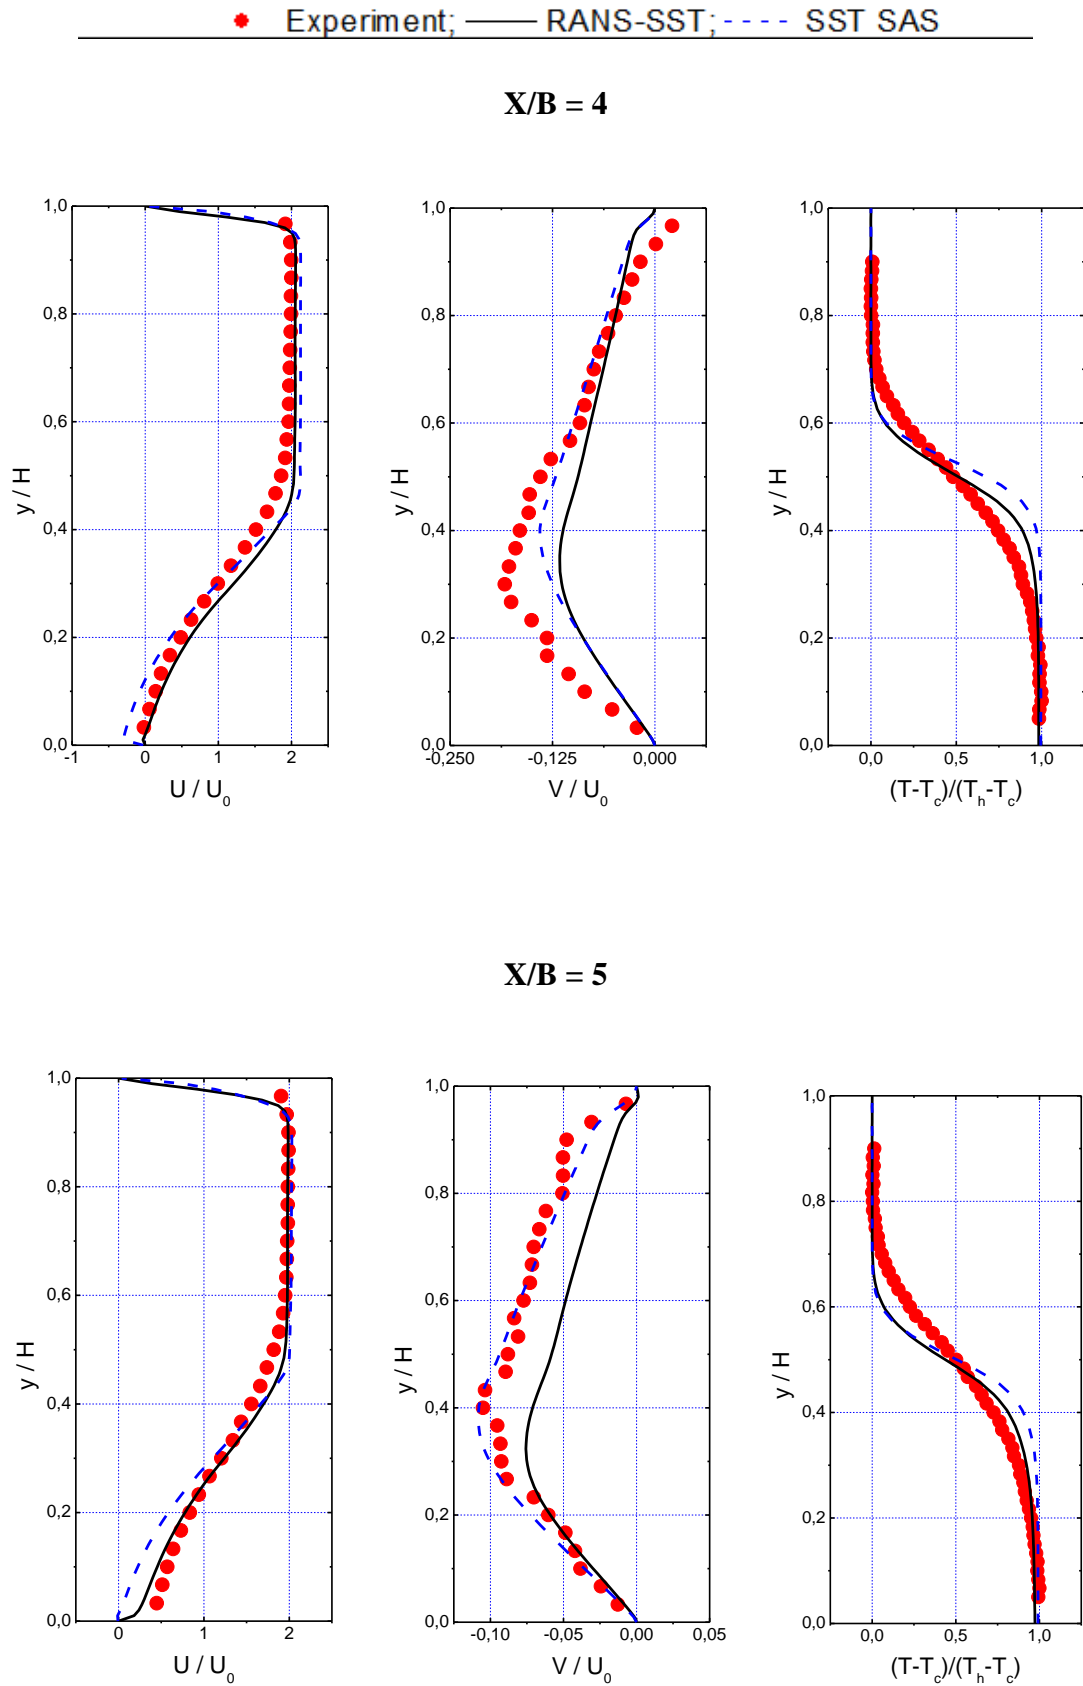 Experiment; RANS-SST; SST SAS
X/B = 4
1,0 1,0 1,0
0,8 0,8 0,8
0,6 0,6 0,6
y / H y / H y / H
0,4 0,4 0,4
0,2 0,2 0,2
0,0 0,0 0,0
-1 0 1 2 -0,250 -0,125 0,000 0,0 0,5 1,0
U / U0 V / U0 (T-Tc)/(Th-Tc)
X/B = 5
1,0 1,0 1,0
0,8 0,8 0,8
0,6 0,6 0,6
y / H y / H y / H
0,4 0,4 0,4
0,2 0,2 0,2
0,0 0,0 0,0
0 1 2 -0,10 -0,05 0,00 0,05 0,0 0,5 1,0
U / U0 V / U0 (T-Tc)/(Th-Tc)